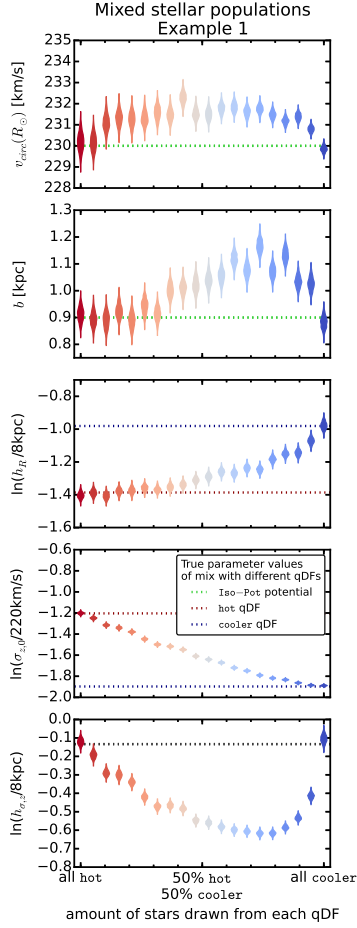 Mixed stellar populations
Example 1
235
234
233
232
231
230
229
228
v_circ(R_⊙) [km/s]
1.3
1.2
1.1
1.0
0.9
0.8
b [kpc]
−0.8
−1.0
−1.2
−1.4
−1.6
ln(h_R/8kpc)
−0.6
−0.8
−1.0
−1.2
−1.4
−1.6
−1.8
−2.0
ln(σ_z,0/220km/s)
True parameter values
of mix with different qDFs
Iso−Pot potential
hot qDF
cooler qDF
0.0
−0.1
−0.2
−0.3
−0.4
−0.5
−0.6
−0.7
−0.8
ln(h_σ,z/8kpc)
all hot
50% hot
50% cooler
all cooler
amount of stars drawn from each qDF